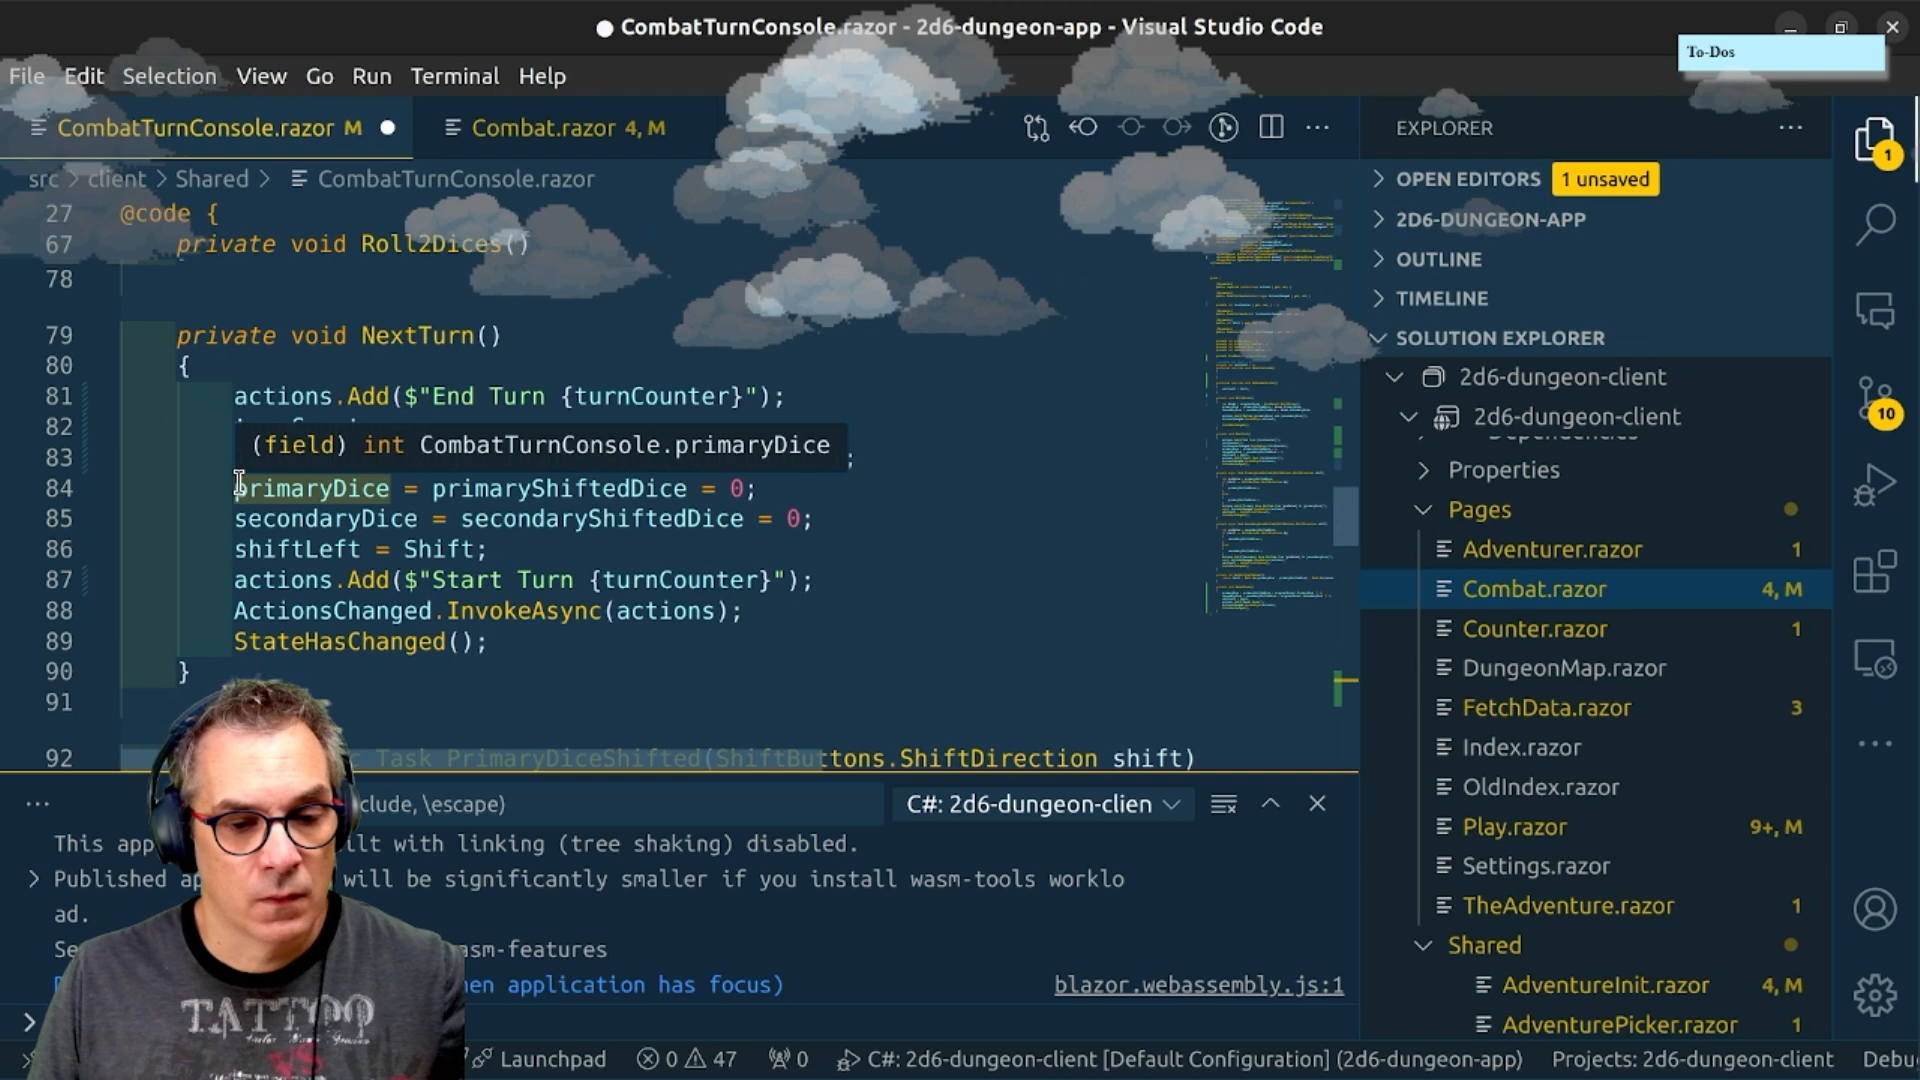 CombatTurnConsole.razor - 2d6-dungeon-app - Visual Studio Code
To-Dos
File Edit Selection View Go Run Terminal Help
CombatTurnConsole.razor M
Combat.razor 4, M
src > client > Shared > CombatTurnConsole.razor
27 @code {
67 private void Roll2Dices()
78
79 private void NextTurn()
80 {
81 actions.Add($"End Turn {turnCounter}");
82
83 ;
(field) int CombatTurnConsole.primaryDice
84 primaryDice = primaryShiftedDice = 0;
85 secondaryDice = secondaryShiftedDice = 0;
86 shiftLeft = Shift;
87 actions.Add($"Start Turn {turnCounter}");
88 ActionsChanged.InvokeAsync(actions);
89 StateHasChanged();
90 }
91
92 c Task PrimaryDiceShifted(ShiftButtons.ShiftDirection shift)
clude, \escape)
C#: 2d6-dungeon-clien
This app
ilt with linking (tree shaking) disabled.
Published
will be significantly smaller if you install wasm-tools worklo
ad.
asm-features
en application has focus)
blazor.webassembly.js:1
Launchpad 0 47 0 C#: 2d6-dungeon-client [Default Configuration] (2d6-dungeon-app) Projects: 2d6-dungeon-client Debu
TATTOO
VS
EXPLORER
OPEN EDITORS 1 unsaved
2D6-DUNGEON-APP
OUTLINE
TIMELINE
SOLUTION EXPLORER
2d6-dungeon-client
2d6-dungeon-client
Dependencies
Properties
Pages
Adventurer.razor 1
Combat.razor 4, M
Counter.razor 1
DungeonMap.razor
FetchData.razor 3
Index.razor
OldIndex.razor
Play.razor 9+, M
Settings.razor
TheAdventure.razor 1
Shared
AdventureInit.razor 4, M
AdventurePicker.razor 1
1
10